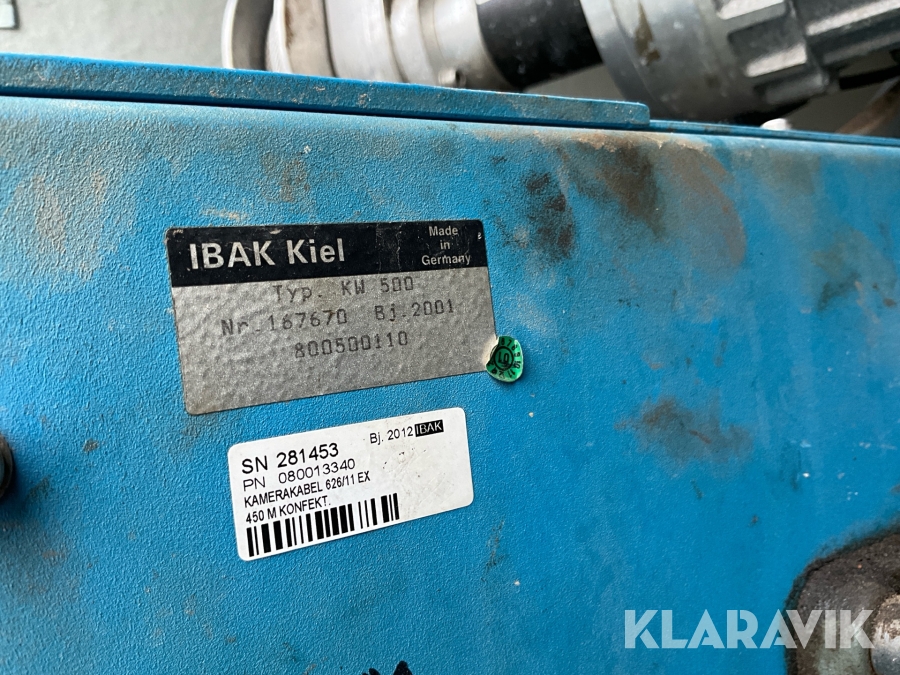 IBAK Kiel
Made
in
Germany
Typ. KW 500
Nr. 167670 Bj. 2001
800500110
SN 281453
Bj. 2012 IBAK
PN 080013340
KAMERAKABEL 626/11 EX
450 M KONFEKT.
KLARAVIK